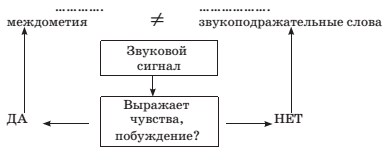 …………. ≠ ……………….
междометия звукоподражательные слова
Звуковой
сигнал
Выражает
чувства,
побуждение?
ДА
НЕТ